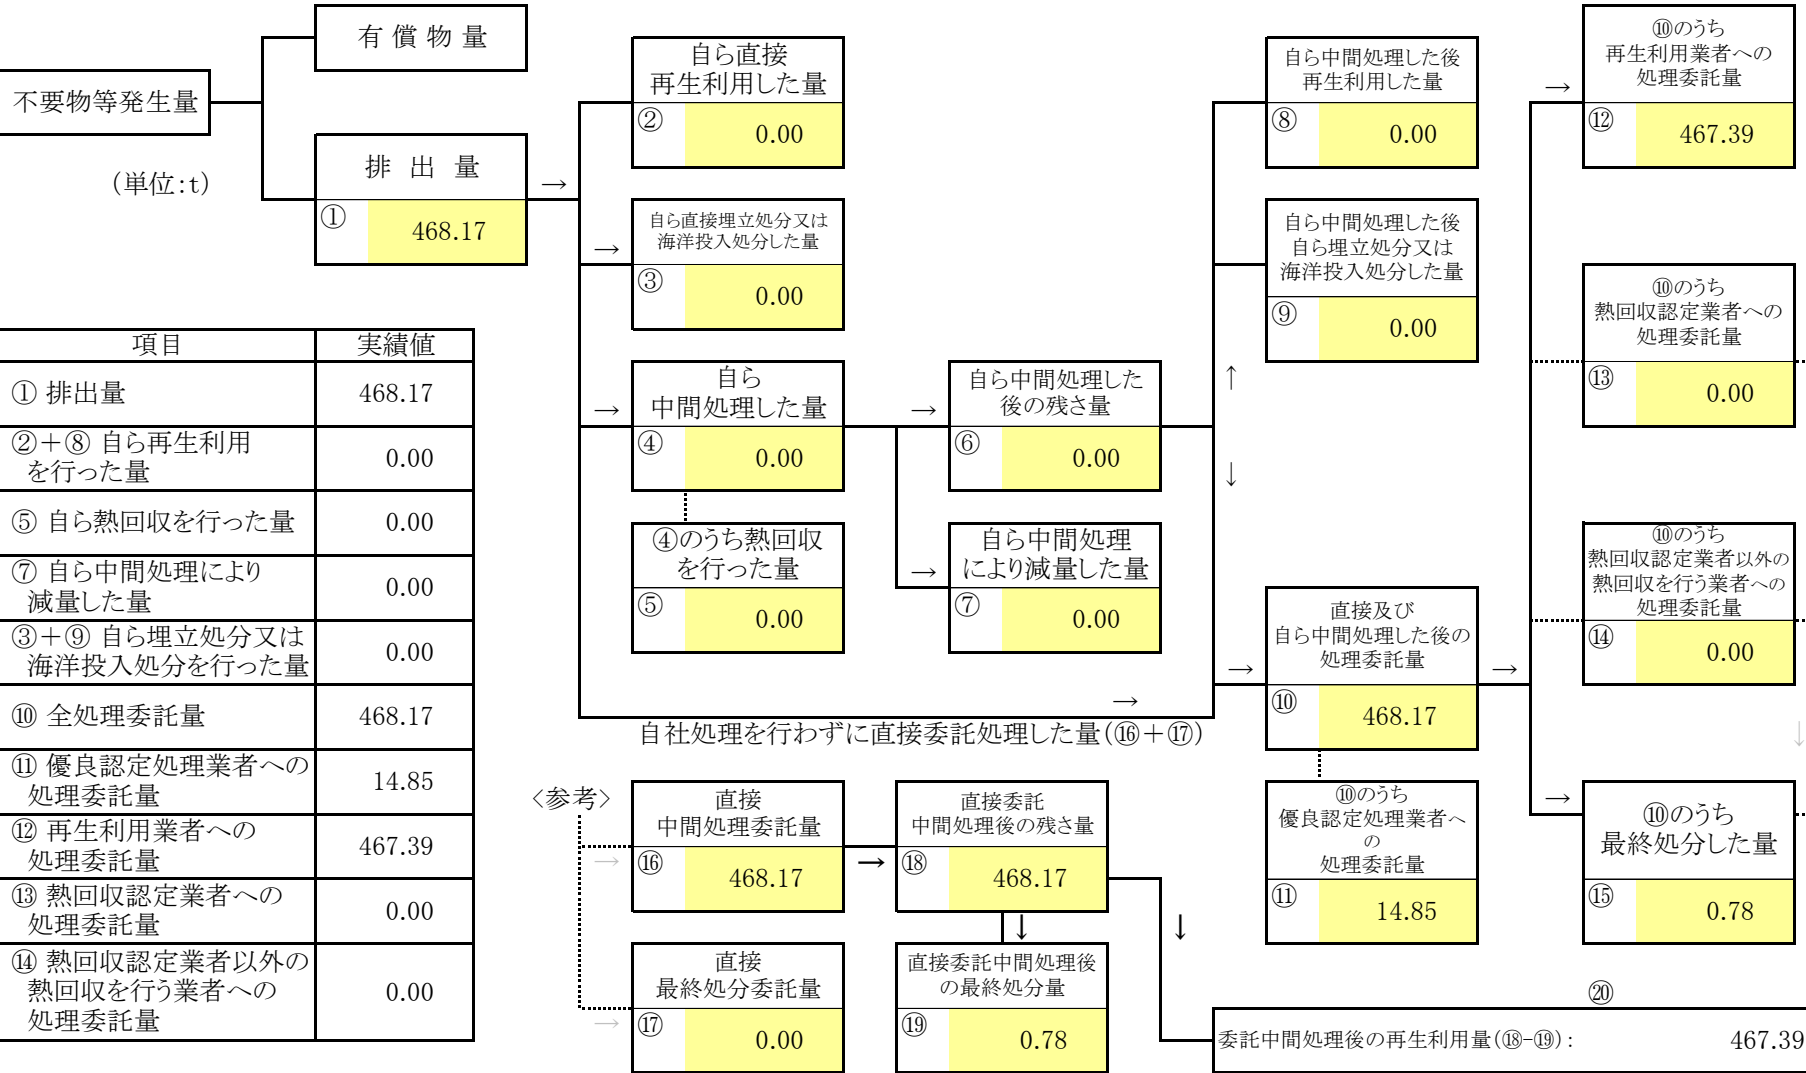 有償物量
不要物等発生量
(単位:t)
排出量
①
468.17
→
自ら直接
再生利用した量
②
0.00
→
自ら直接埋立処分又は
海洋投入処分した量
③
0.00
→
自ら
中間処理した量
④
0.00
④のうち熱回収
を行った量
⑤
0.00
→
自ら中間処理した
後の残さ量
⑥
0.00
→
自ら中間処理
により減量した量
⑦
0.00
↑
↓
自ら中間処理した後
再生利用した量
⑧
0.00
自ら中間処理した後
自ら埋立処分又は
海洋投入処分した量
⑨
0.00
→
自社処理を行わずに直接委託処理した量(⑯+⑰)
→
直接及び
自ら中間処理した後の
処理委託量
⑩
468.17
→
⑩のうち
優良認定処理業者へ
の
処理委託量
⑪
14.85
→
⑩のうち
再生利用業者への
処理委託量
⑫
467.39
⑩のうち
熱回収認定業者への
処理委託量
⑬
0.00
⑩のうち
熱回収認定業者以外の
熱回収を行う業者への
処理委託量
⑭
0.00
↓
→
⑩のうち
最終処分した量
⑮
0.78
項目 実績値
① 排出量 468.17
②+⑧ 自ら再生利用
を行った量 0.00
⑤ 自ら熱回収を行った量 0.00
⑦ 自ら中間処理により
減量した量 0.00
③+⑨ 自ら埋立処分又は
海洋投入処分を行った量 0.00
⑩ 全処理委託量 468.17
⑪ 優良認定処理業者への
処理委託量 14.85
⑫ 再生利用業者への
処理委託量 467.39
⑬ 熱回収認定業者への
処理委託量 0.00
⑭ 熱回収認定業者以外の
熱回収を行う業者への
処理委託量 0.00
〈参考〉
→
直接
中間処理委託量
⑯
468.17
→
直接委託
中間処理後の残さ量
⑱
468.17
↓
↓
→
直接
最終処分委託量
⑰
0.00
直接委託中間処理後
の最終処分量
⑲
0.78
⑳
委託中間処理後の再生利用量(⑱-⑲): 467.39